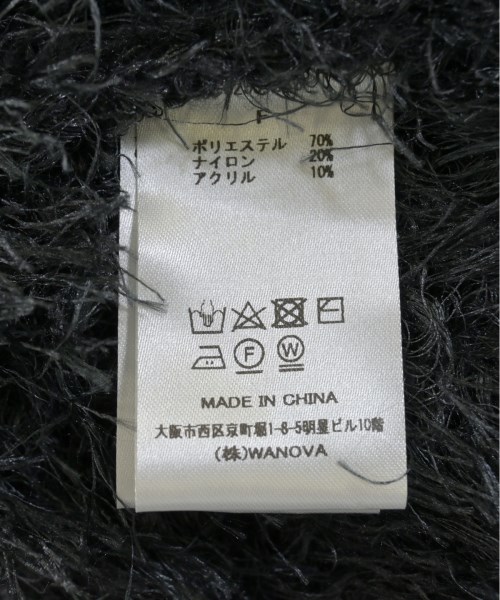 F
ポリエステル 70%
ナイロン 20%
アクリル 10%
F W
MADE IN CHINA
大阪市西区京町堀1-8-5明星ビル10階
(株)WANOVA